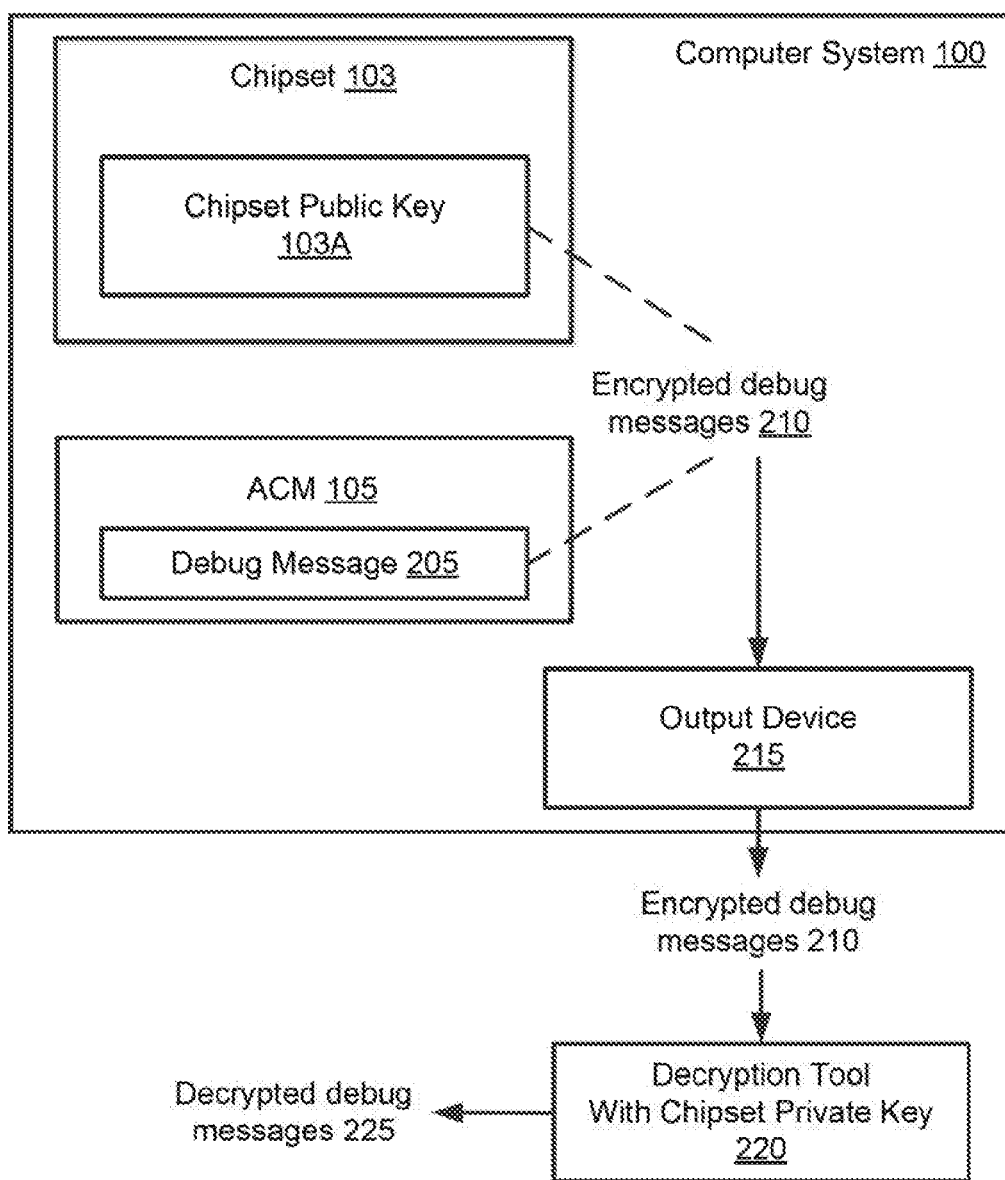 Computer System 100
Chipset 103
Chipset Public Key
103A
Encrypted debug
messages 210
ACM 105
Debug Message 205
Output Device
215
Encrypted debug
messages 210
Decryption Tool
With Chipset Private Key
220
Decrypted debug
messages 225